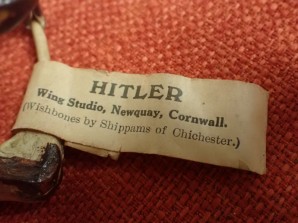 HITLER
Wing Studio, Newquay, Cornwall.
(Wishbones by Shippams of Chichester.)